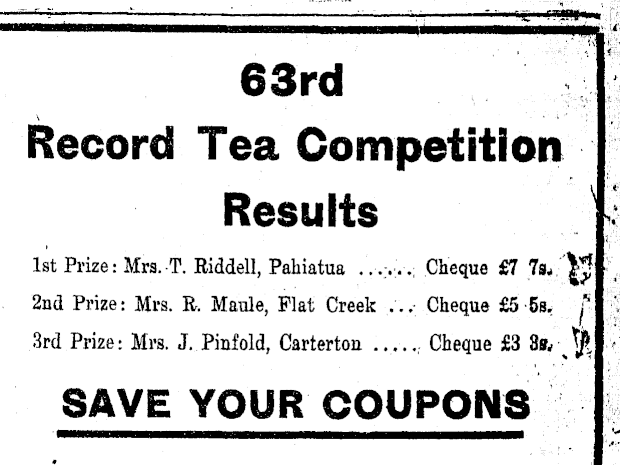 63rd
Record Tea Competition
Results
1st Prize: Mrs. T. Riddell, Pahiatua ...... Cheque £7 7s.
2nd Prize: Mrs. R. Maule, Flat Creek ... Cheque £5 5s.
3rd Prize: Mrs. J. Pinfold, Carterton ..... Cheque £3 3s.
SAVE YOUR COUPONS